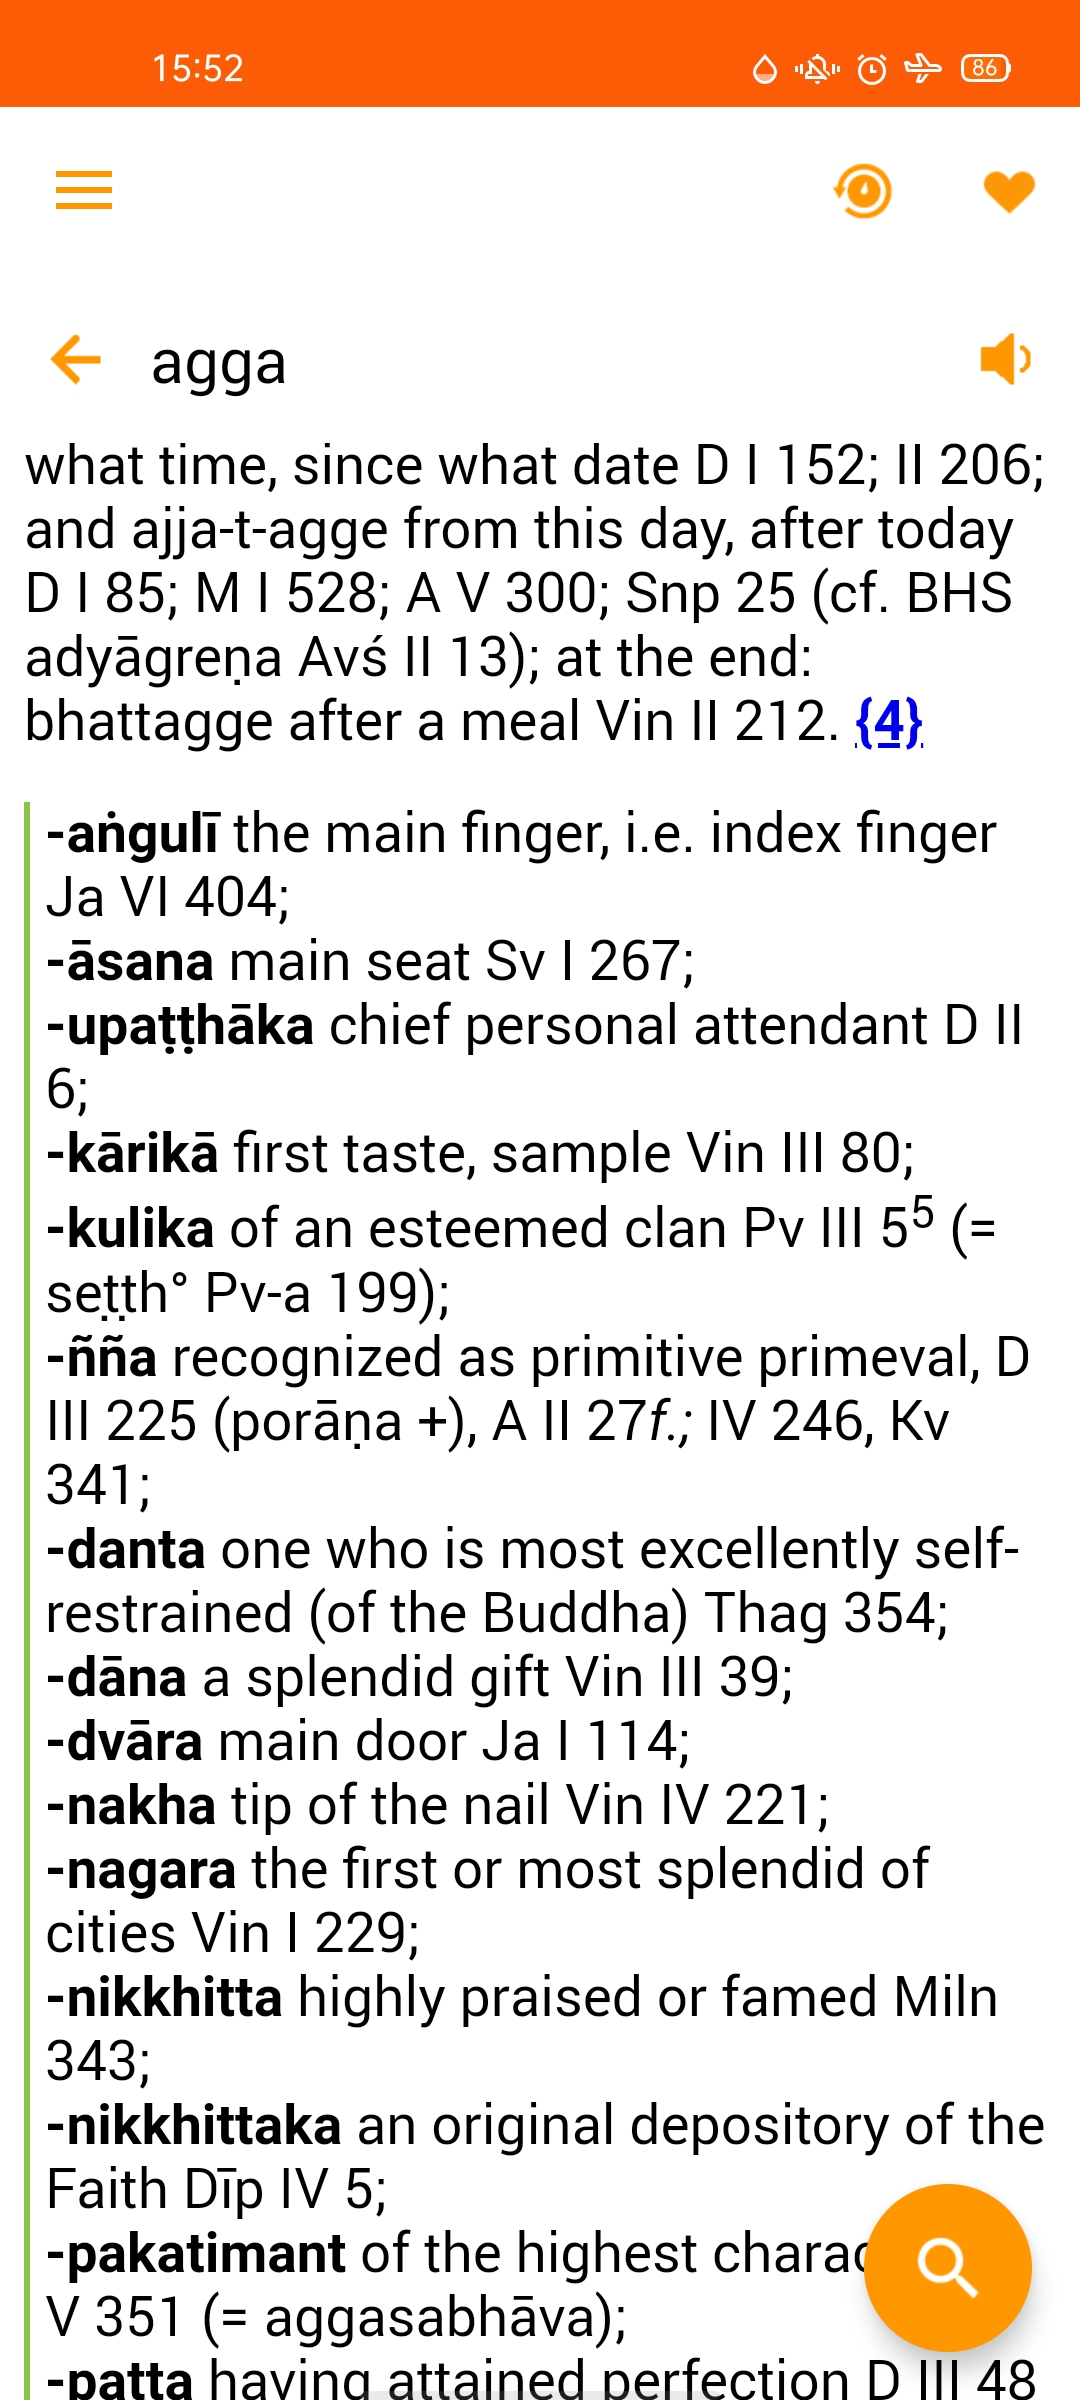 15:52
86
agga
what time, since what date D I 152; II 206;
and ajja-t-agge from this day, after today
D I 85; M I 528; A V 300; Snp 25 (cf. BHS
adyāgreṇa Avś II 13); at the end:
bhattagge after a meal Vin II 212. {4}
-aṅgulī the main finger, i.e. index finger
Ja VI 404;
-āsana main seat Sv I 267;
-upaṭṭhāka chief personal attendant D II
6;
-kārikā first taste, sample Vin III 80;
-kulika of an esteemed clan Pv III 5⁵ (=
seṭṭh° Pv-a 199);
-ñña recognized as primitive primeval, D
III 225 (porāṇa +), A II 27f.; IV 246, Kv
341;
-danta one who is most excellently self-
restrained (of the Buddha) Thag 354;
-dāna a splendid gift Vin III 39;
-dvāra main door Ja I 114;
-nakha tip of the nail Vin IV 221;
-nagara the first or most splendid of
cities Vin I 229;
-nikkhitta highly praised or famed Miln
343;
-nikkhittaka an original depository of the
Faith Dīp IV 5;
-pakatimant of the highest
V 351 (= aggasabhāva);
-patta having attained perfection D III 48